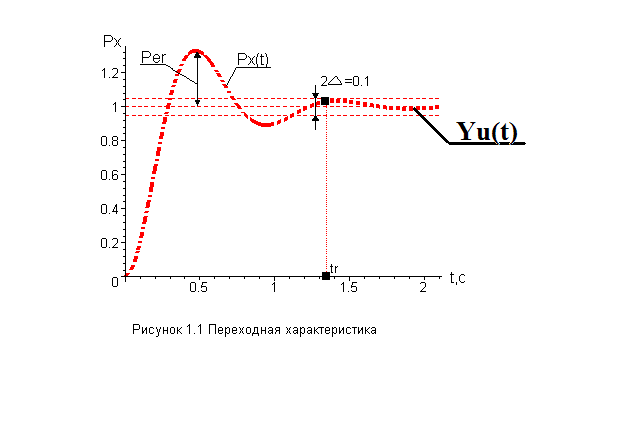 Px
Per
Px(t)
2△=0.1
1.2
1
0.8
0.6
0.4
0.2
0
Yu(t)
tr
t,c
0.5
1
1.5
2
Рисунок 1.1 Переходная характеристика